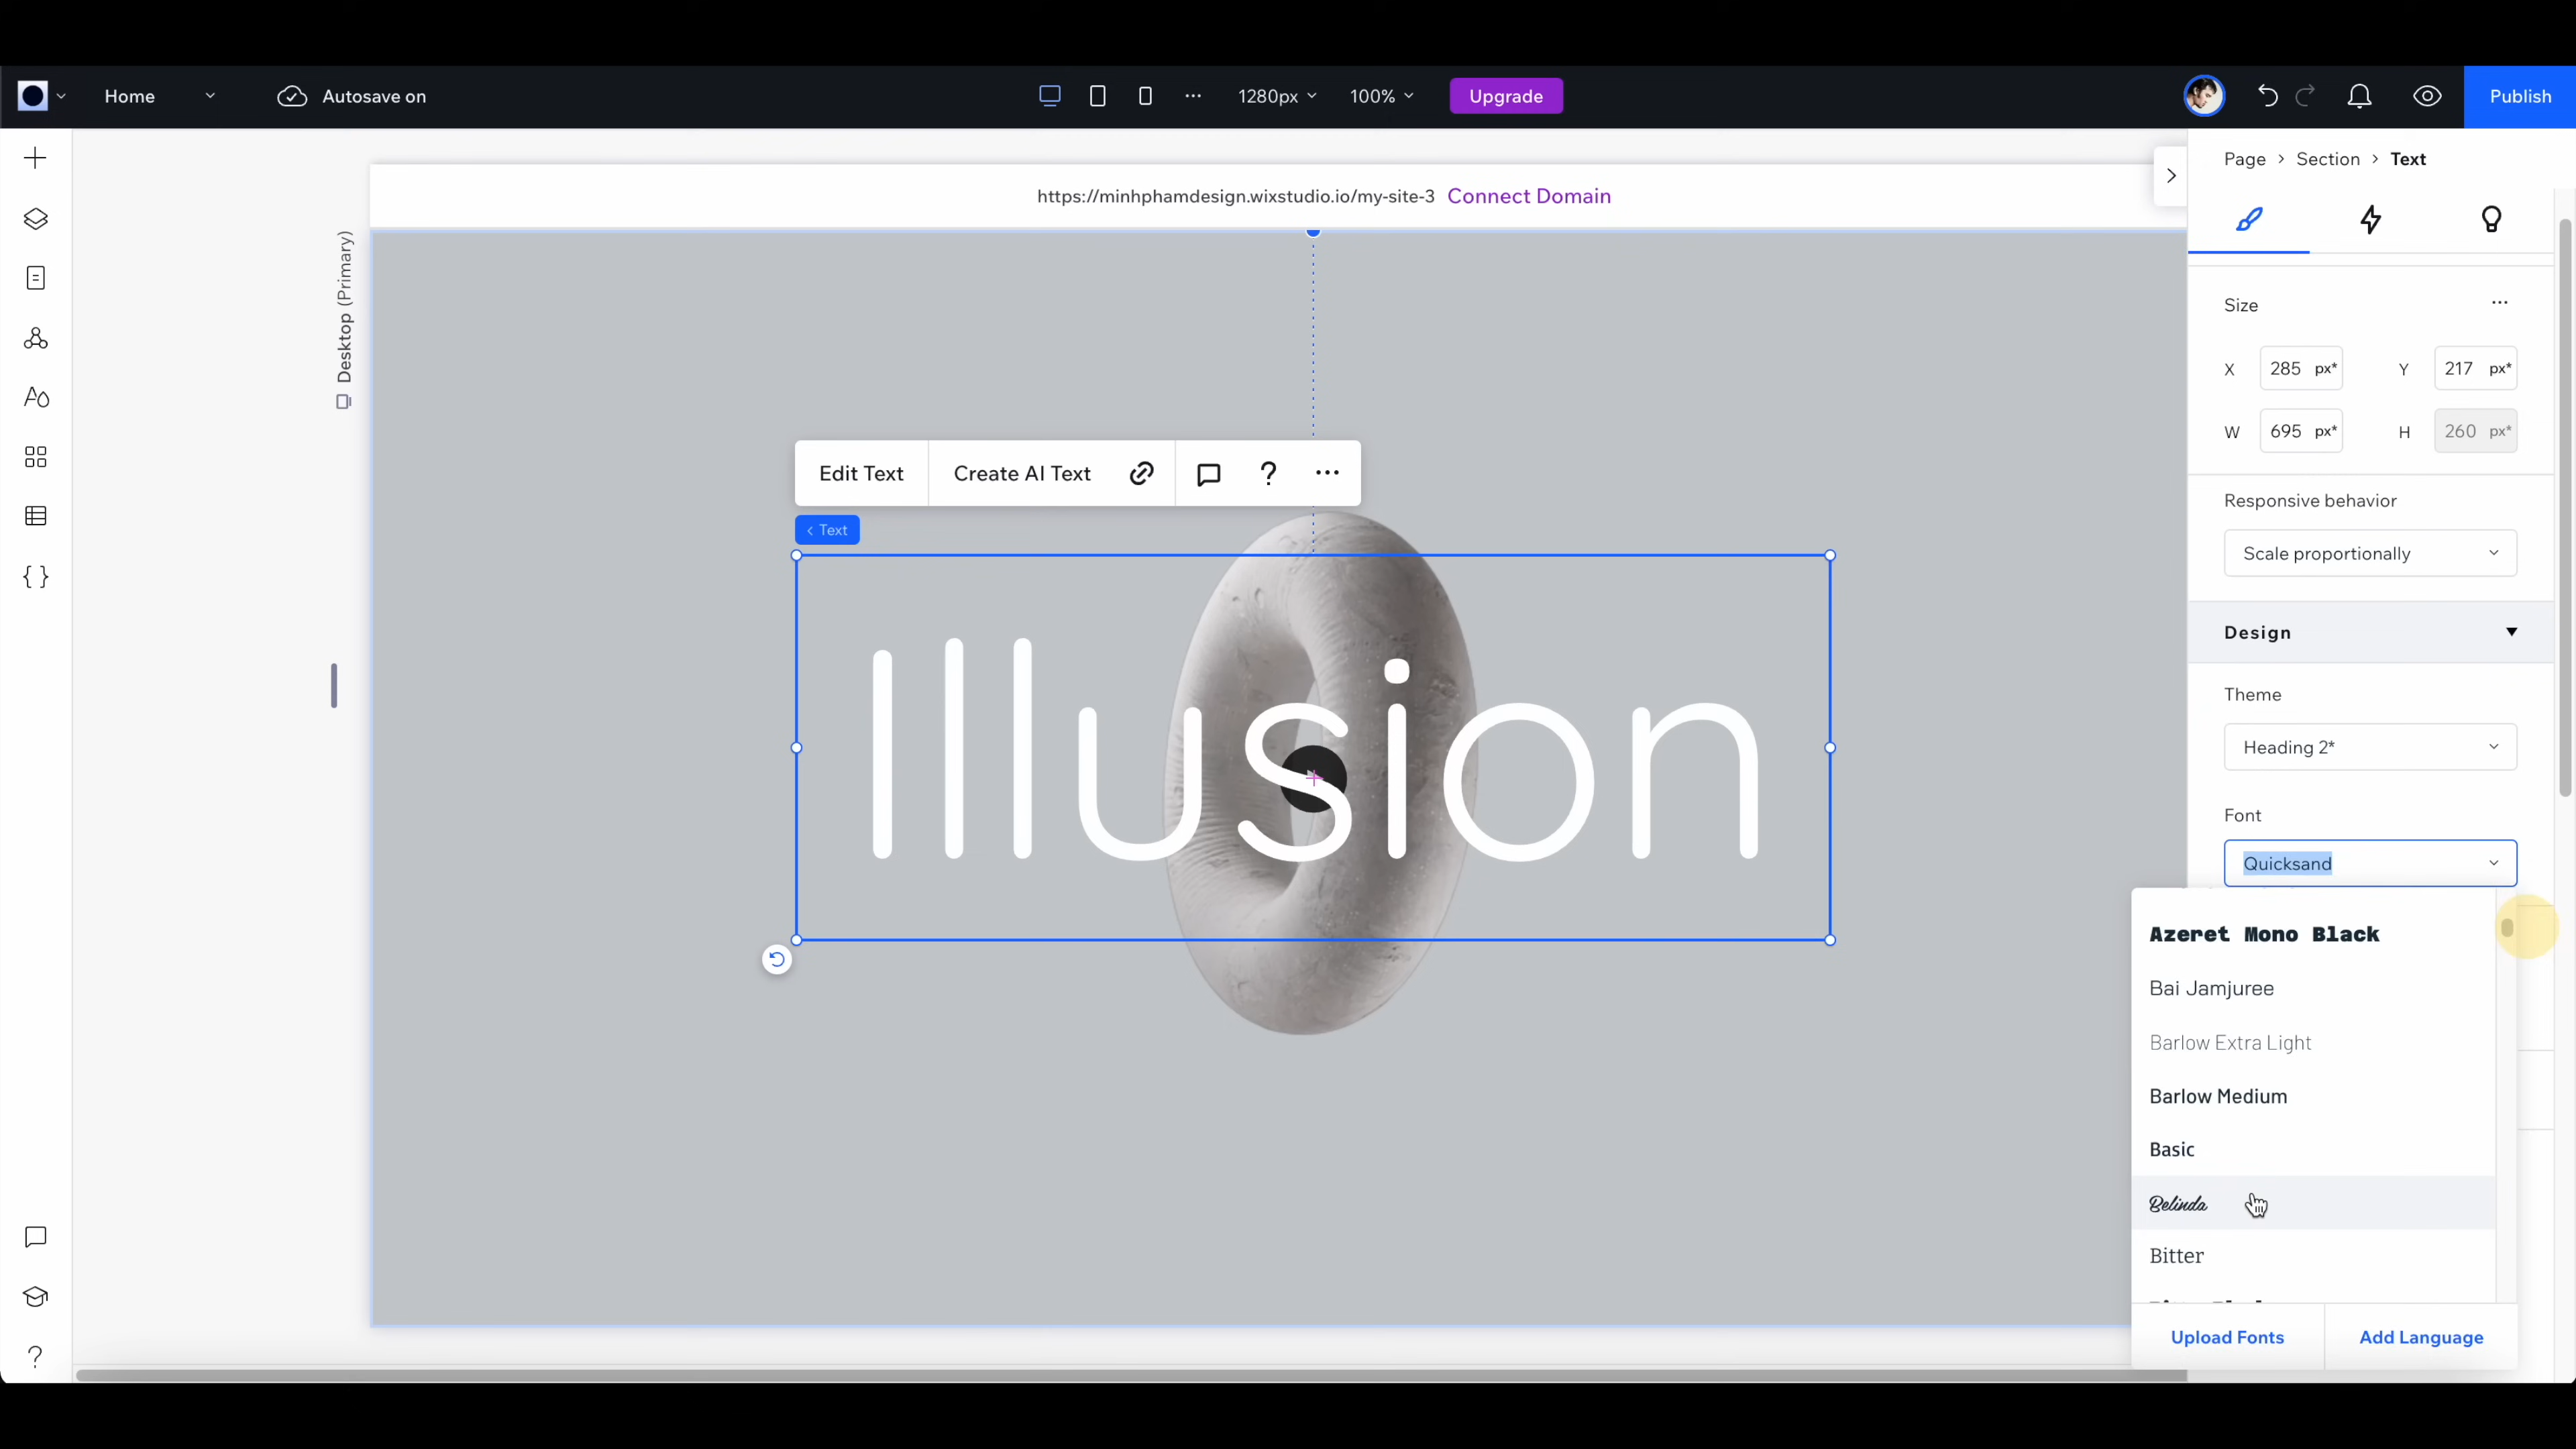 Home
Autosave on
1280px
100%
Upgrade
Publish
https://minhphamdesign.wixstudio.io/my-site-3 Connect Domain
Page > Section > Text
Desktop (Primary)
Size
X 285 px* Y 217 px*
W 695 px* H 260 px*
Responsive behavior
Scale proportionally
Edit Text
Create AI Text
?
< Text
Illusion
Design
Theme
Heading 2*
Font
Quicksand
Azeret Mono Black
Bai Jamjuree
Barlow Extra Light
Barlow Medium
Basic
Belinda
Bitter
Upload Fonts
Add Language
?